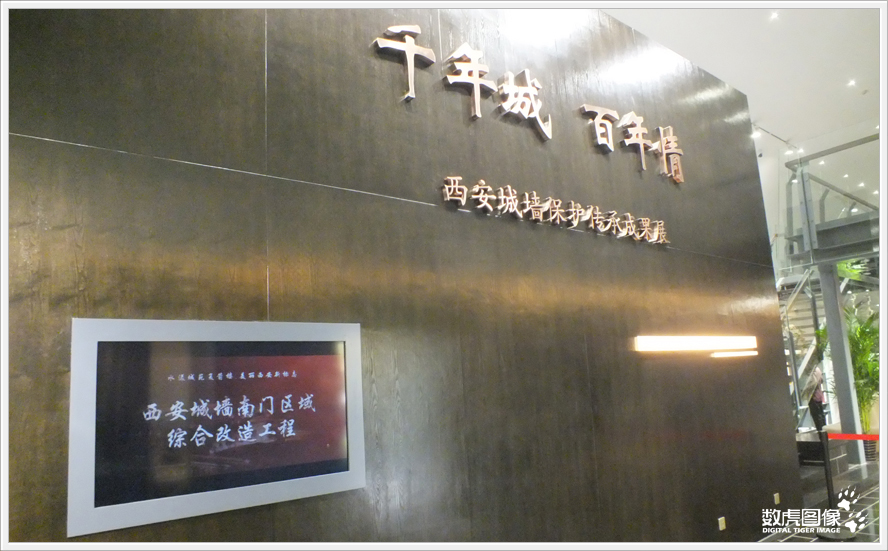 千年城 百年情
西安城墙保护传承成果展
西安城墙南门区域
综合改造工程
数虎图像
DIGITAL TIGER IMAGE